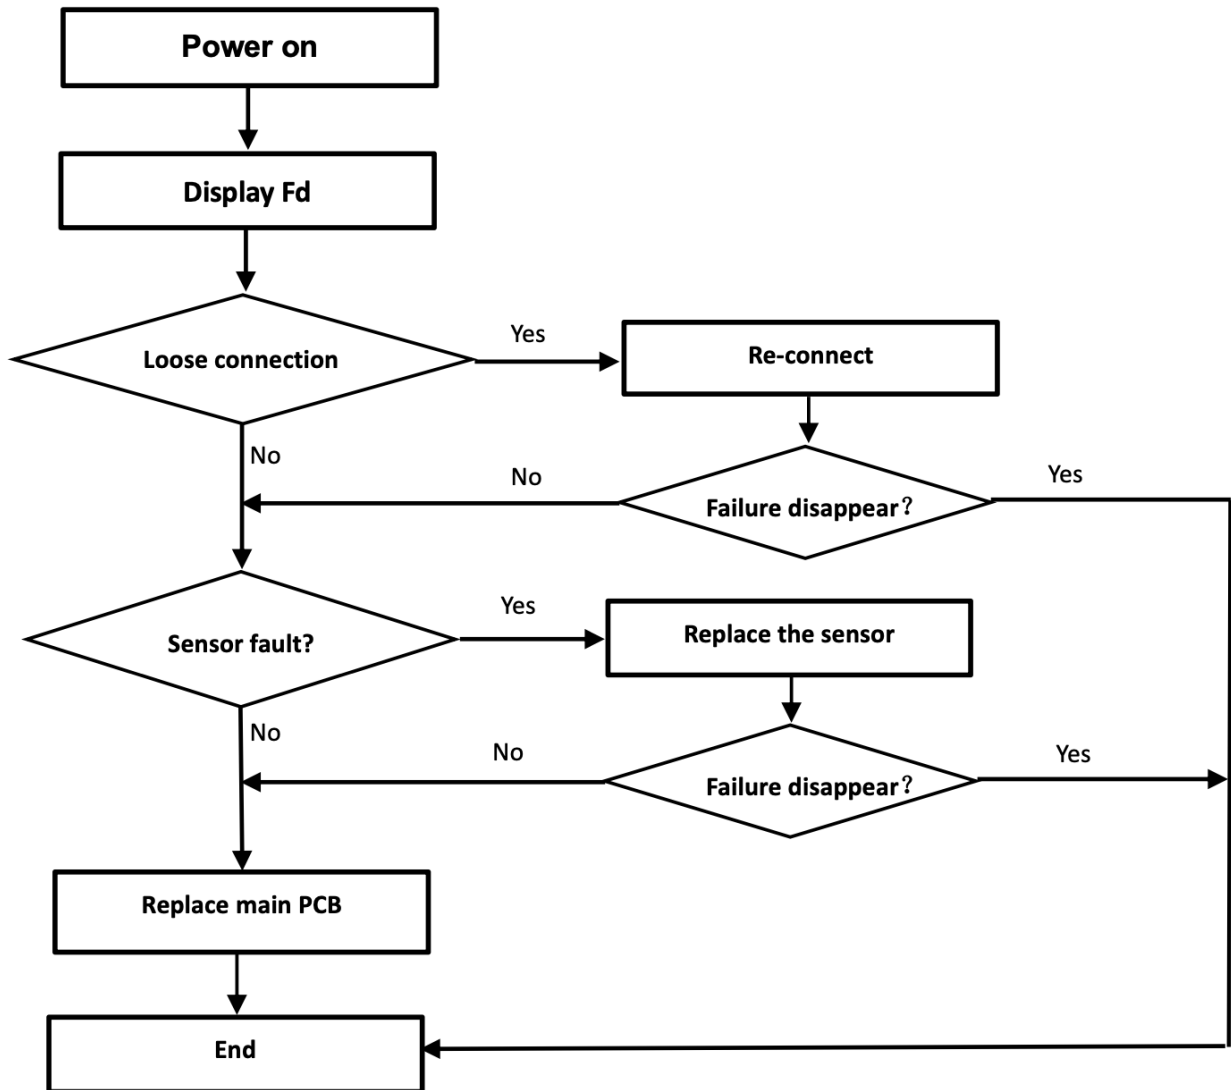 Power on
Display Fd
Loose connection
Yes
Re-connect
No
No
Failure disappear？
Yes
Sensor fault?
Yes
Replace the sensor
No
No
Failure disappear？
Yes
Replace main PCB
End